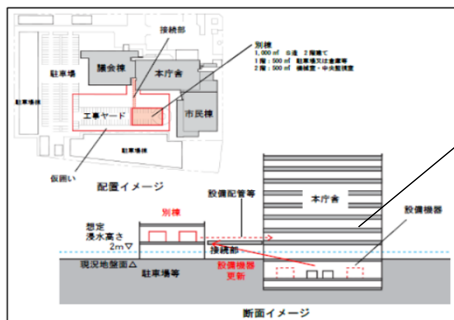 接続部
別棟
1,000㎡ S造 2階建て
1階:500㎡ 駐車場又は倉庫等
2階:500㎡ 機械室・中央監視室
駐車場
議会棟
本庁舎
駐車場棟
工事ヤード
市民棟
駐車場棟
仮囲い
配置イメージ
設備配管等
別棟
本庁舎
設備機器
想定
浸水高さ
2m▽
接続部
現況地盤面△
設備機器
更新
駐車場等
断面イメージ